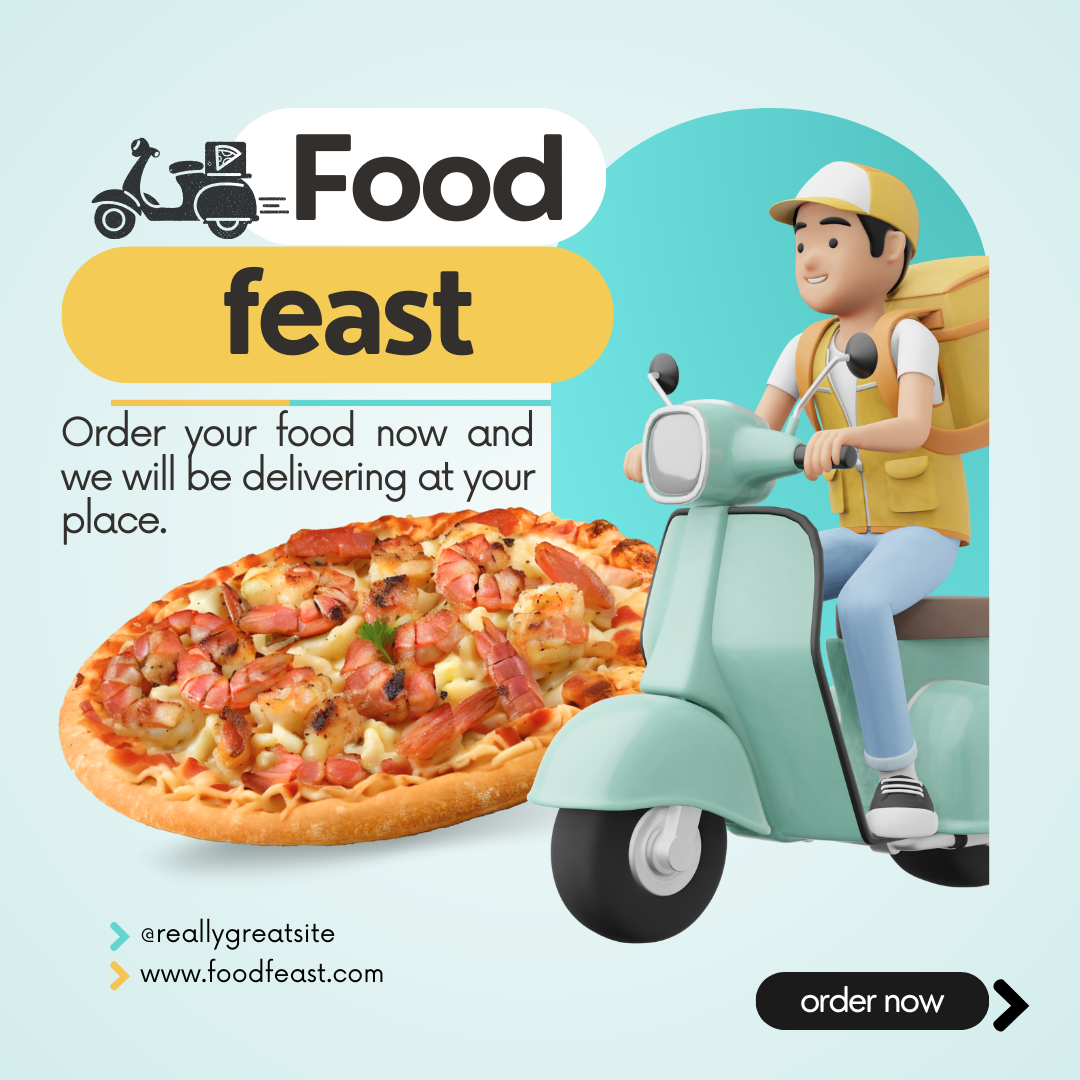 Food
feast
Order your food now and
we will be delivering at your
place.
@reallygreatsite
www.foodfeast.com
order now